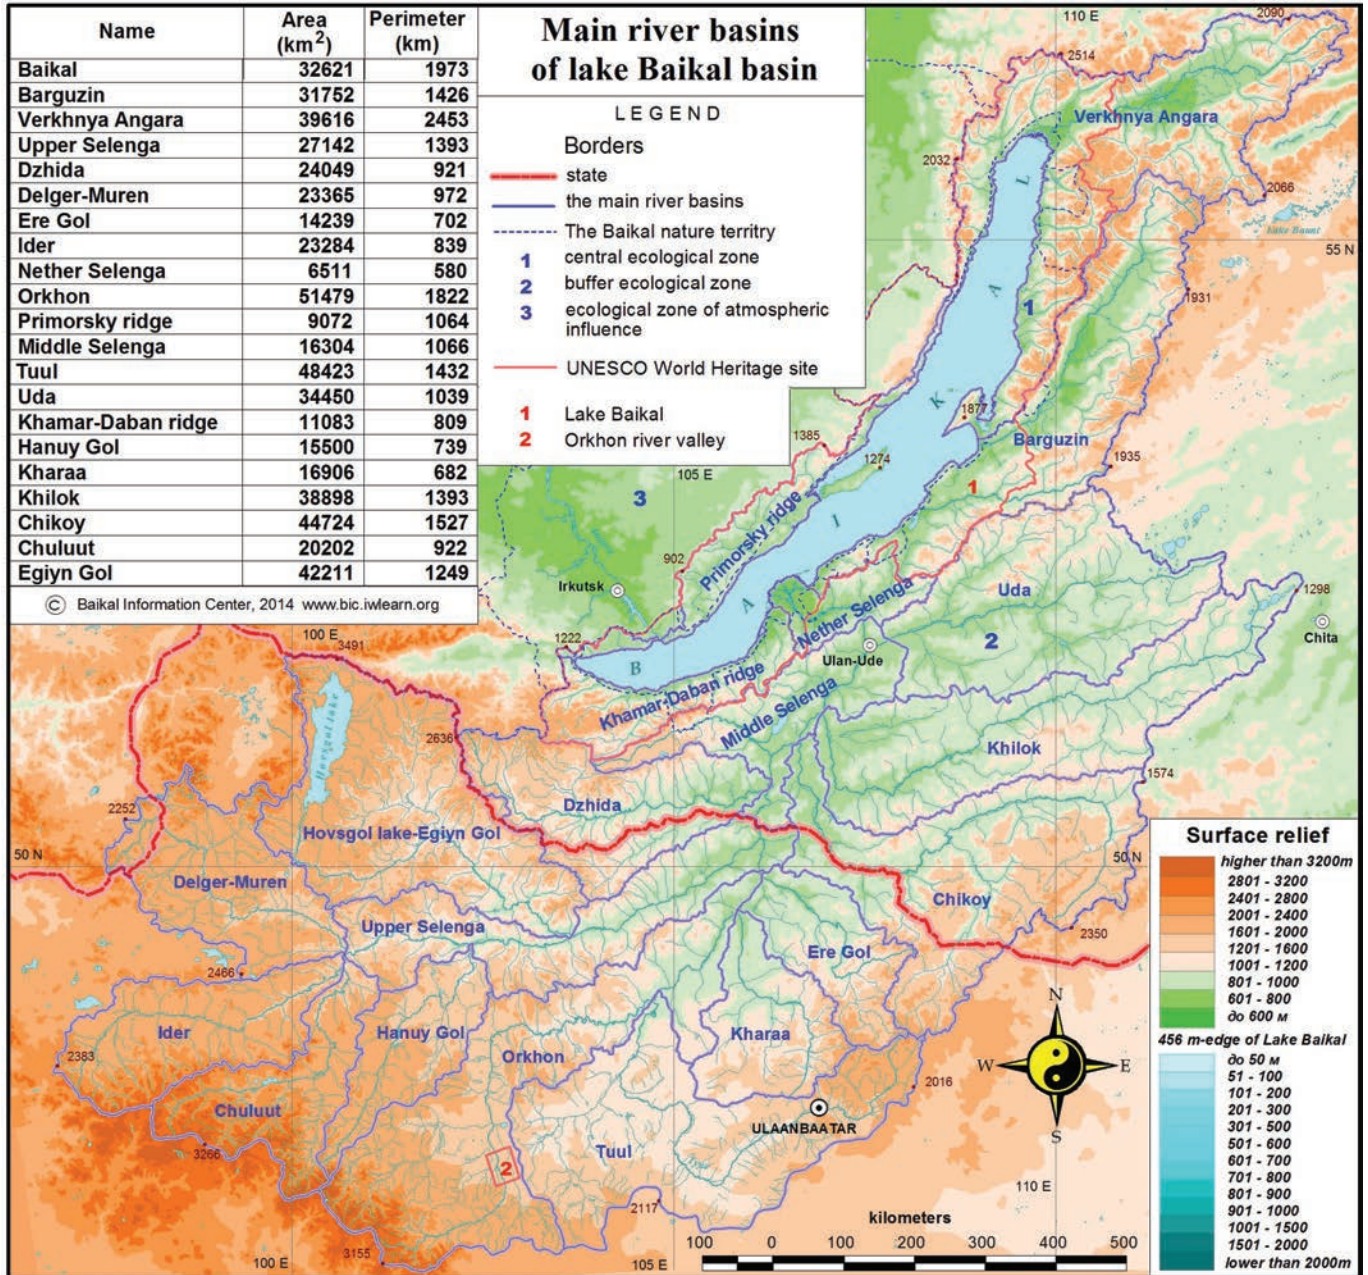 Name Area (km2) Perimeter (km)
Baikal 32621 1973
Barguzin 31752 1426
Verkhnya Angara 39616 2453
Upper Selenga 27142 1393
Dzhida 24049 921
Delger-Muren 23365 972
Ere Gol 14239 702
Ider 23284 839
Nether Selenga 6511 580
Orkhon 51479 1822
Primorsky ridge 9072 1064
Middle Selenga 16304 1066
Tuul 48423 1432
Uda 34450 1039
Khamar-Daban ridge 11083 809
Hanuy Gol 15500 739
Kharaa 16906 682
Khilok 38898 1393
Chikoy 44724 1527
Chuluut 20202 922
Egiyn Gol 42211 1249
© Baikal Information Center, 2014 www.bic.iwlearn.org
Main river basins
of lake Baikal basin
LEGEND
Borders
state
the main river basins
The Baikal nature territry
1 central ecological zone
2 buffer ecological zone
3 ecological zone of atmospheric
influence
UNESCO World Heritage site
1 Lake Baikal
2 Orkhon river valley
110 E
2090
2514
Verkhnya Angara
2032
2066
Lake Baunt
55 N
1931
1
1877
1385
Barguzin
1935
105 E
1274
3
1
902
Primorsky ridge
Irkutsk
Uda
1298
Nether Selenga
2
Chita
100 E
1222
3491
BAIKAL
Ulan-Ude
Khamar-Daban ridge
Middle Selenga
Hovsgol lake
2636
Khilok
1574
2252
Dzhida
Hovsgol lake-Egiyn Gol
50 N
50 N
Delger-Muren
Chikoy
Upper Selenga
2350
Ere Gol
2466
Ider
Hanuy Gol
Orkhon
Kharaa
2383
2016
Chuluut
ULAANBAATAR
3266
Tuul
2
2117
110 E
3155
100 E
105 E
N
W E
S
kilometers
100 0 100 200 300 400 500
Surface relief
higher than 3200m
2801 - 3200
2401 - 2800
2001 - 2400
1601 - 2000
1201 - 1600
1001 - 1200
801 - 1000
601 - 800
до 600 м
456 m-edge of Lake Baikal
до 50 м
51 - 100
101 - 200
201 - 300
301 - 500
501 - 600
601 - 700
701 - 800
801 - 900
901 - 1000
1001 - 1500
1501 - 2000
lower than 2000m